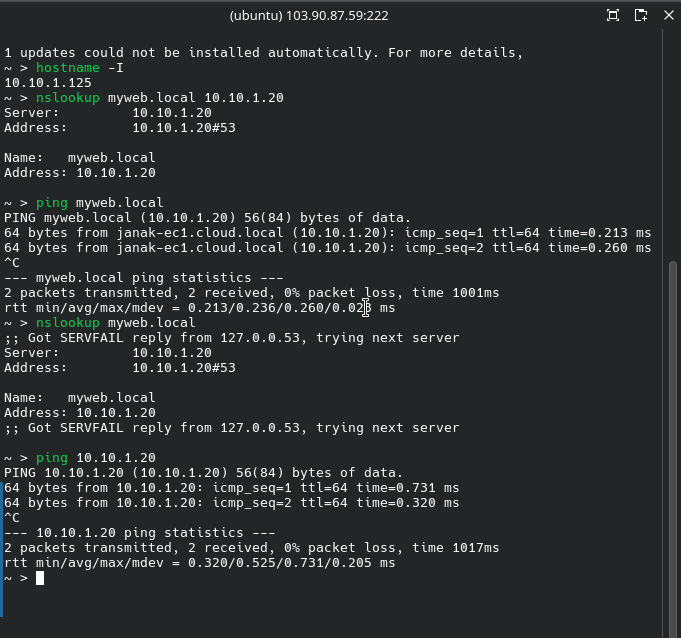 (ubuntu) 103.90.87.59:222
1 updates could not be installed automatically. For more details,
~ > hostname -I
10.10.1.125
~ > nslookup myweb.local 10.10.1.20
Server:         10.10.1.20
Address:        10.10.1.20#53
Name:   myweb.local
Address: 10.10.1.20
~ > ping myweb.local
PING myweb.local (10.10.1.20) 56(84) bytes of data.
64 bytes from janak-ec1.cloud.local (10.10.1.20): icmp_seq=1 ttl=64 time=0.213 ms
64 bytes from janak-ec1.cloud.local (10.10.1.20): icmp_seq=2 ttl=64 time=0.260 ms
^C
--- myweb.local ping statistics ---
2 packets transmitted, 2 received, 0% packet loss, time 1001ms
rtt min/avg/max/mdev = 0.213/0.236/0.260/0.023 ms
~ > nslookup myweb.local
;; Got SERVFAIL reply from 127.0.0.53, trying next server
Server:         10.10.1.20
Address:        10.10.1.20#53
Name:   myweb.local
Address: 10.10.1.20
;; Got SERVFAIL reply from 127.0.0.53, trying next server
~ > ping 10.10.1.20
PING 10.10.1.20 (10.10.1.20) 56(84) bytes of data.
64 bytes from 10.10.1.20: icmp_seq=1 ttl=64 time=0.731 ms
64 bytes from 10.10.1.20: icmp_seq=2 ttl=64 time=0.320 ms
^C
--- 10.10.1.20 ping statistics ---
2 packets transmitted, 2 received, 0% packet loss, time 1017ms
rtt min/avg/max/mdev = 0.320/0.525/0.731/0.205 ms
~ >